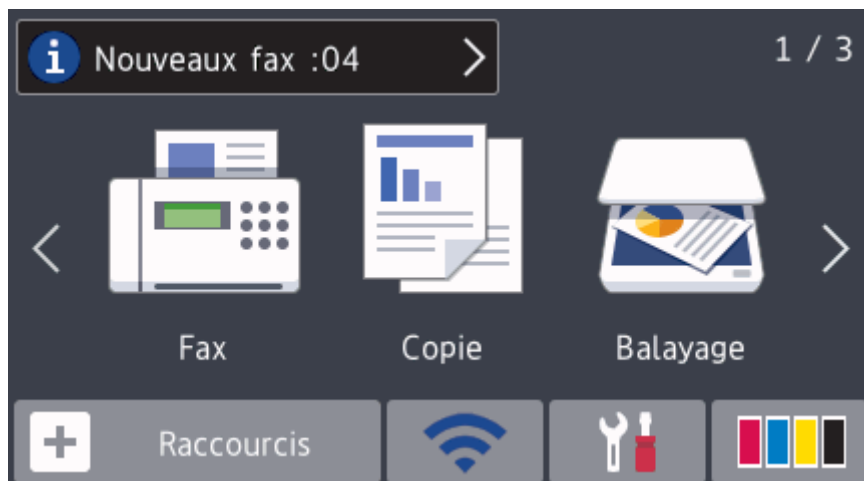 Nouveaux fax :04
1 / 3
Fax
Copie
Balayage
Raccourcis